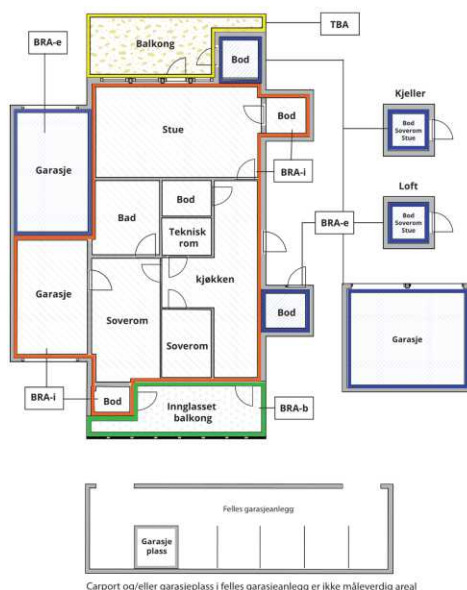 TBA
Balkong
BRA-e
Bod
Kjeller
Bod
Soverom
Stue
Stue
Bod
Garasje
BRA-i
Loft
Bod
Soverom
Stue
Bad
Bod
Teknisk
rom
BRA-e
Garasje
kjøkken
Soverom
Soverom
Bod
Garasje
BRA-i
Bod
Innglasset
balkong
BRA-b
Felles garasjeanlegg
Garasje
plass
Carport og/eller garasjeplass i felles garasjeanlegg er ikke måleverdig areal